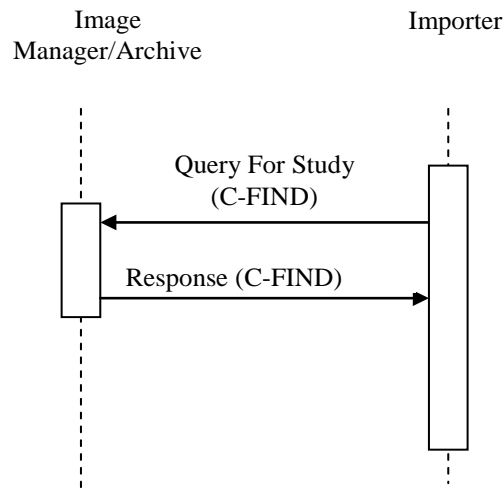 Image
Manager/Archive
Importer
Query For Study
(C-FIND)
Response (C-FIND)